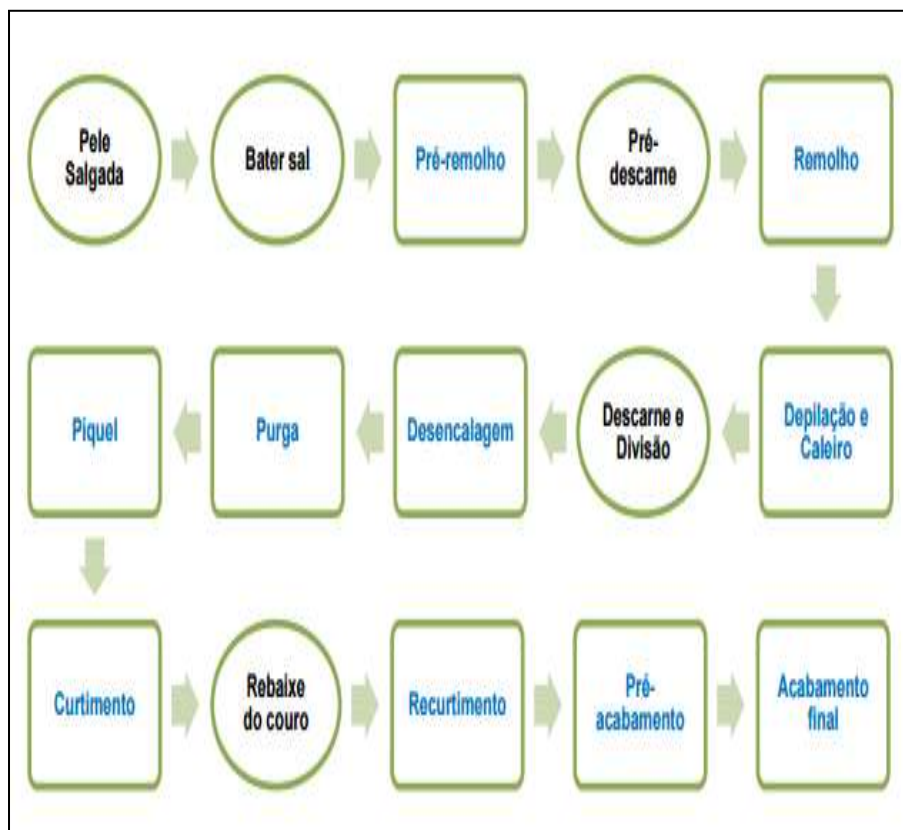 Pele
Salgada
Bater sal
Pré-remolho
Pré-
descarne
Remolho
Depilação e
Caleiro
Descarne e
Divisão
Desencalagem
Purga
Píquel
Curtimento
Rebaixe
do couro
Recurtimento
Pré-
acabamento
Acabamento
final